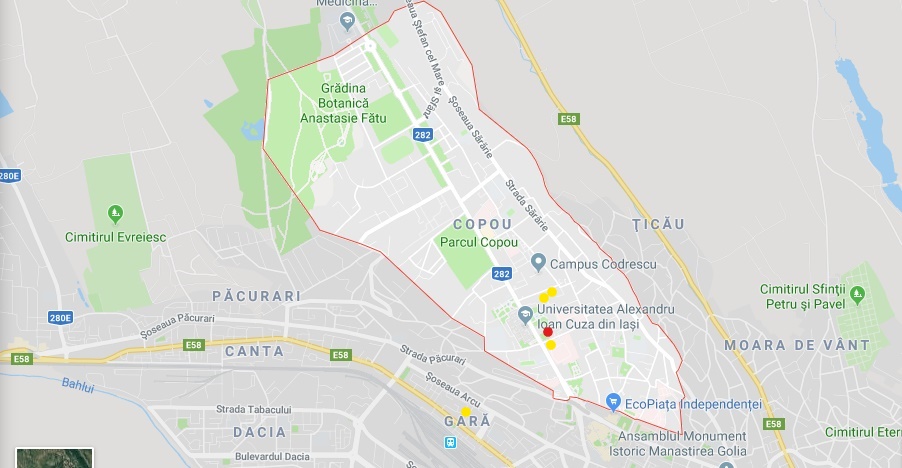 Medicină...
Șoseaua Ștefan cel Mare și Sfânt
Grădina
Botanică
Anastasie Fătu
Șoseaua Sărărie
E58
282
280E
Strada Sărărie
Cimitirul Evreiesc
COPOU
ȚICĂU
Parcul Copou
Campus Codrescu
282
PĂCURARI
Cimitirul Sfinții
Petru și Pavel
Universitatea Alexandru
Ioan Cuza din Iași
280E
Șoseaua Păcurari
E58
CANTA
E58
E58
Strada Păcurari
MOARA DE VÂNT
Bahlui
Șoseaua Arcu
EcoPiața Independenței
Strada Tabacului
GARĂ
E58
DACIA
Ansamblul Monument
Istoric Manastirea Golia
Cimitirul Eter
Bulevardul Dacia